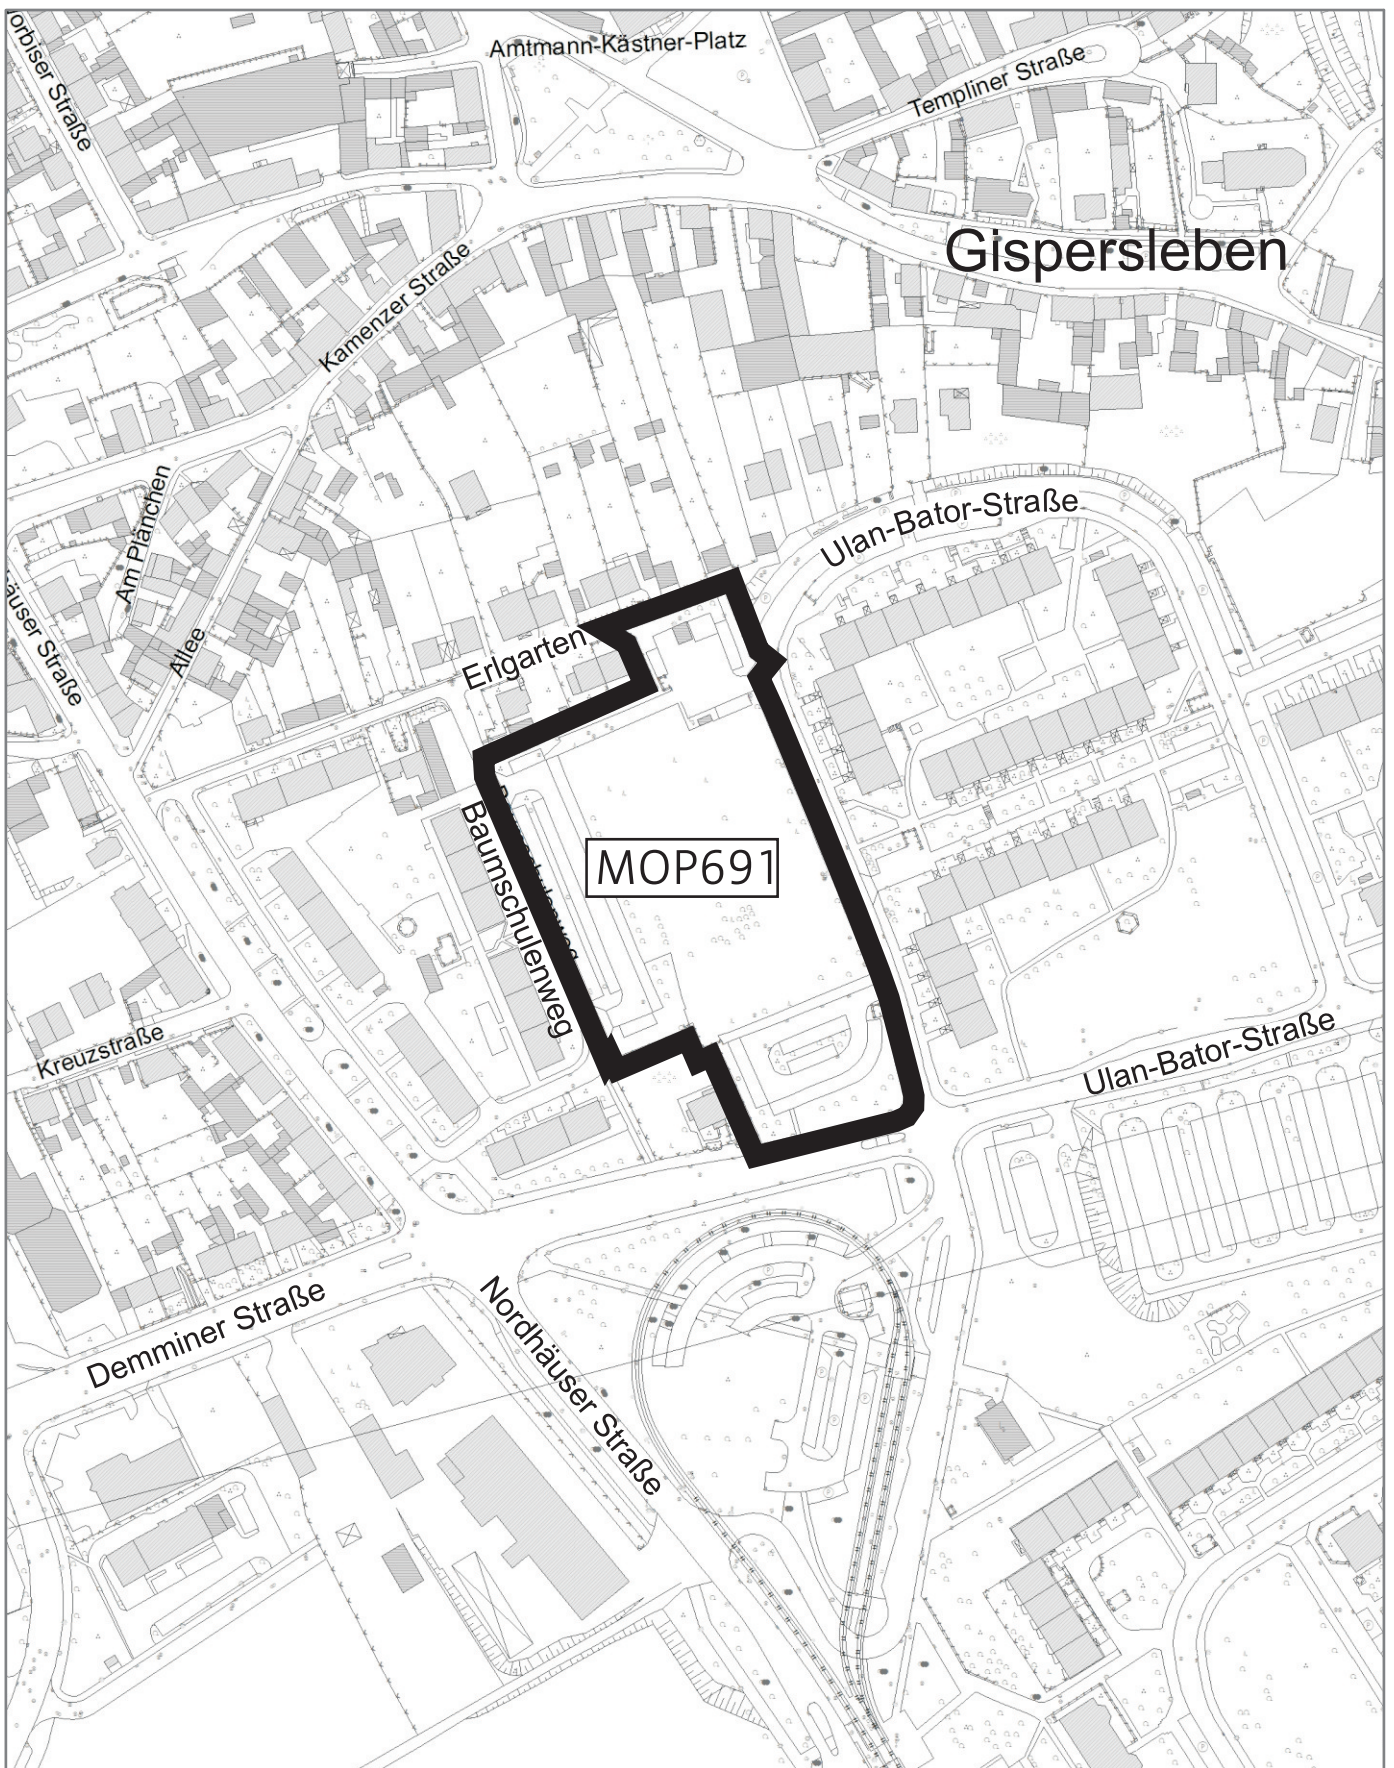 orbiser Straße
Amtmann-Kästner-Platz
Templiner Straße
Gispersleben
Kamenzer Straße
Am Plänchen
Ulan-Bator-Straße
häuser Straße
Allee
Erlgarten
Baumschulenweg
MOP691
Kreuzstraße
Ulan-Bator-Straße
Demminer Straße
Nordhäuser Straße